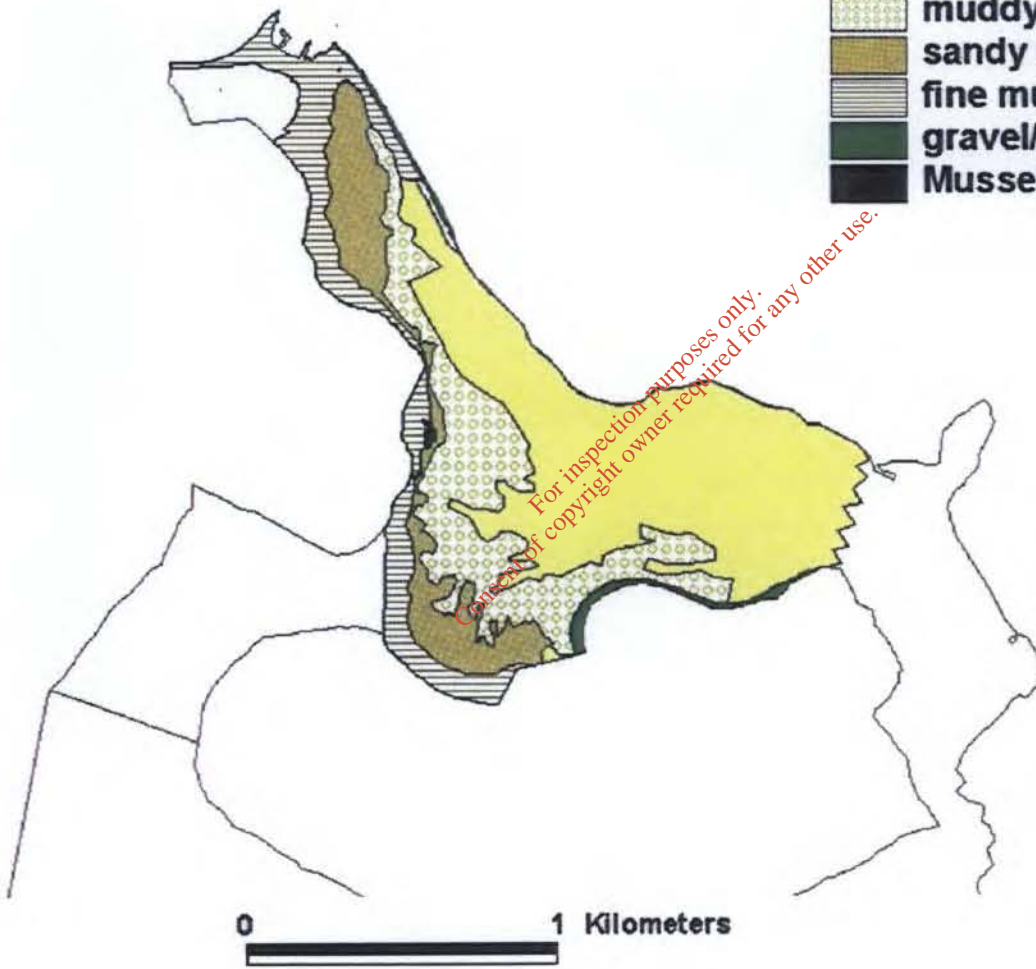 muddy
sandy
fine mu
gravel/
Musse
For inspection purposes only.
Consent of copyright owner required for any other use.
0 1 Kilometers